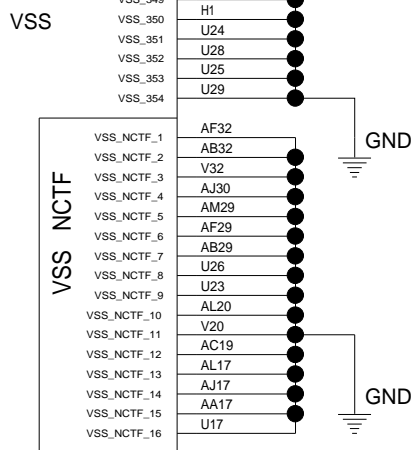 VSS_349
VSS
VSS_350 H1
VSS_351 U24
VSS_352 U28
VSS_353 U25
VSS_354 U29
GND
VSS NCTF
VSS_NCTF_1 AF32
VSS_NCTF_2 AB32
VSS_NCTF_3 V32
VSS_NCTF_4 AJ30
VSS_NCTF_5 AM29
VSS_NCTF_6 AF29
VSS_NCTF_7 AB29
VSS_NCTF_8 U26
VSS_NCTF_9 U23
VSS_NCTF_10 AL20
VSS_NCTF_11 V20
VSS_NCTF_12 AC19
VSS_NCTF_13 AL17
VSS_NCTF_14 AJ17
VSS_NCTF_15 AA17
VSS_NCTF_16 U17
GND